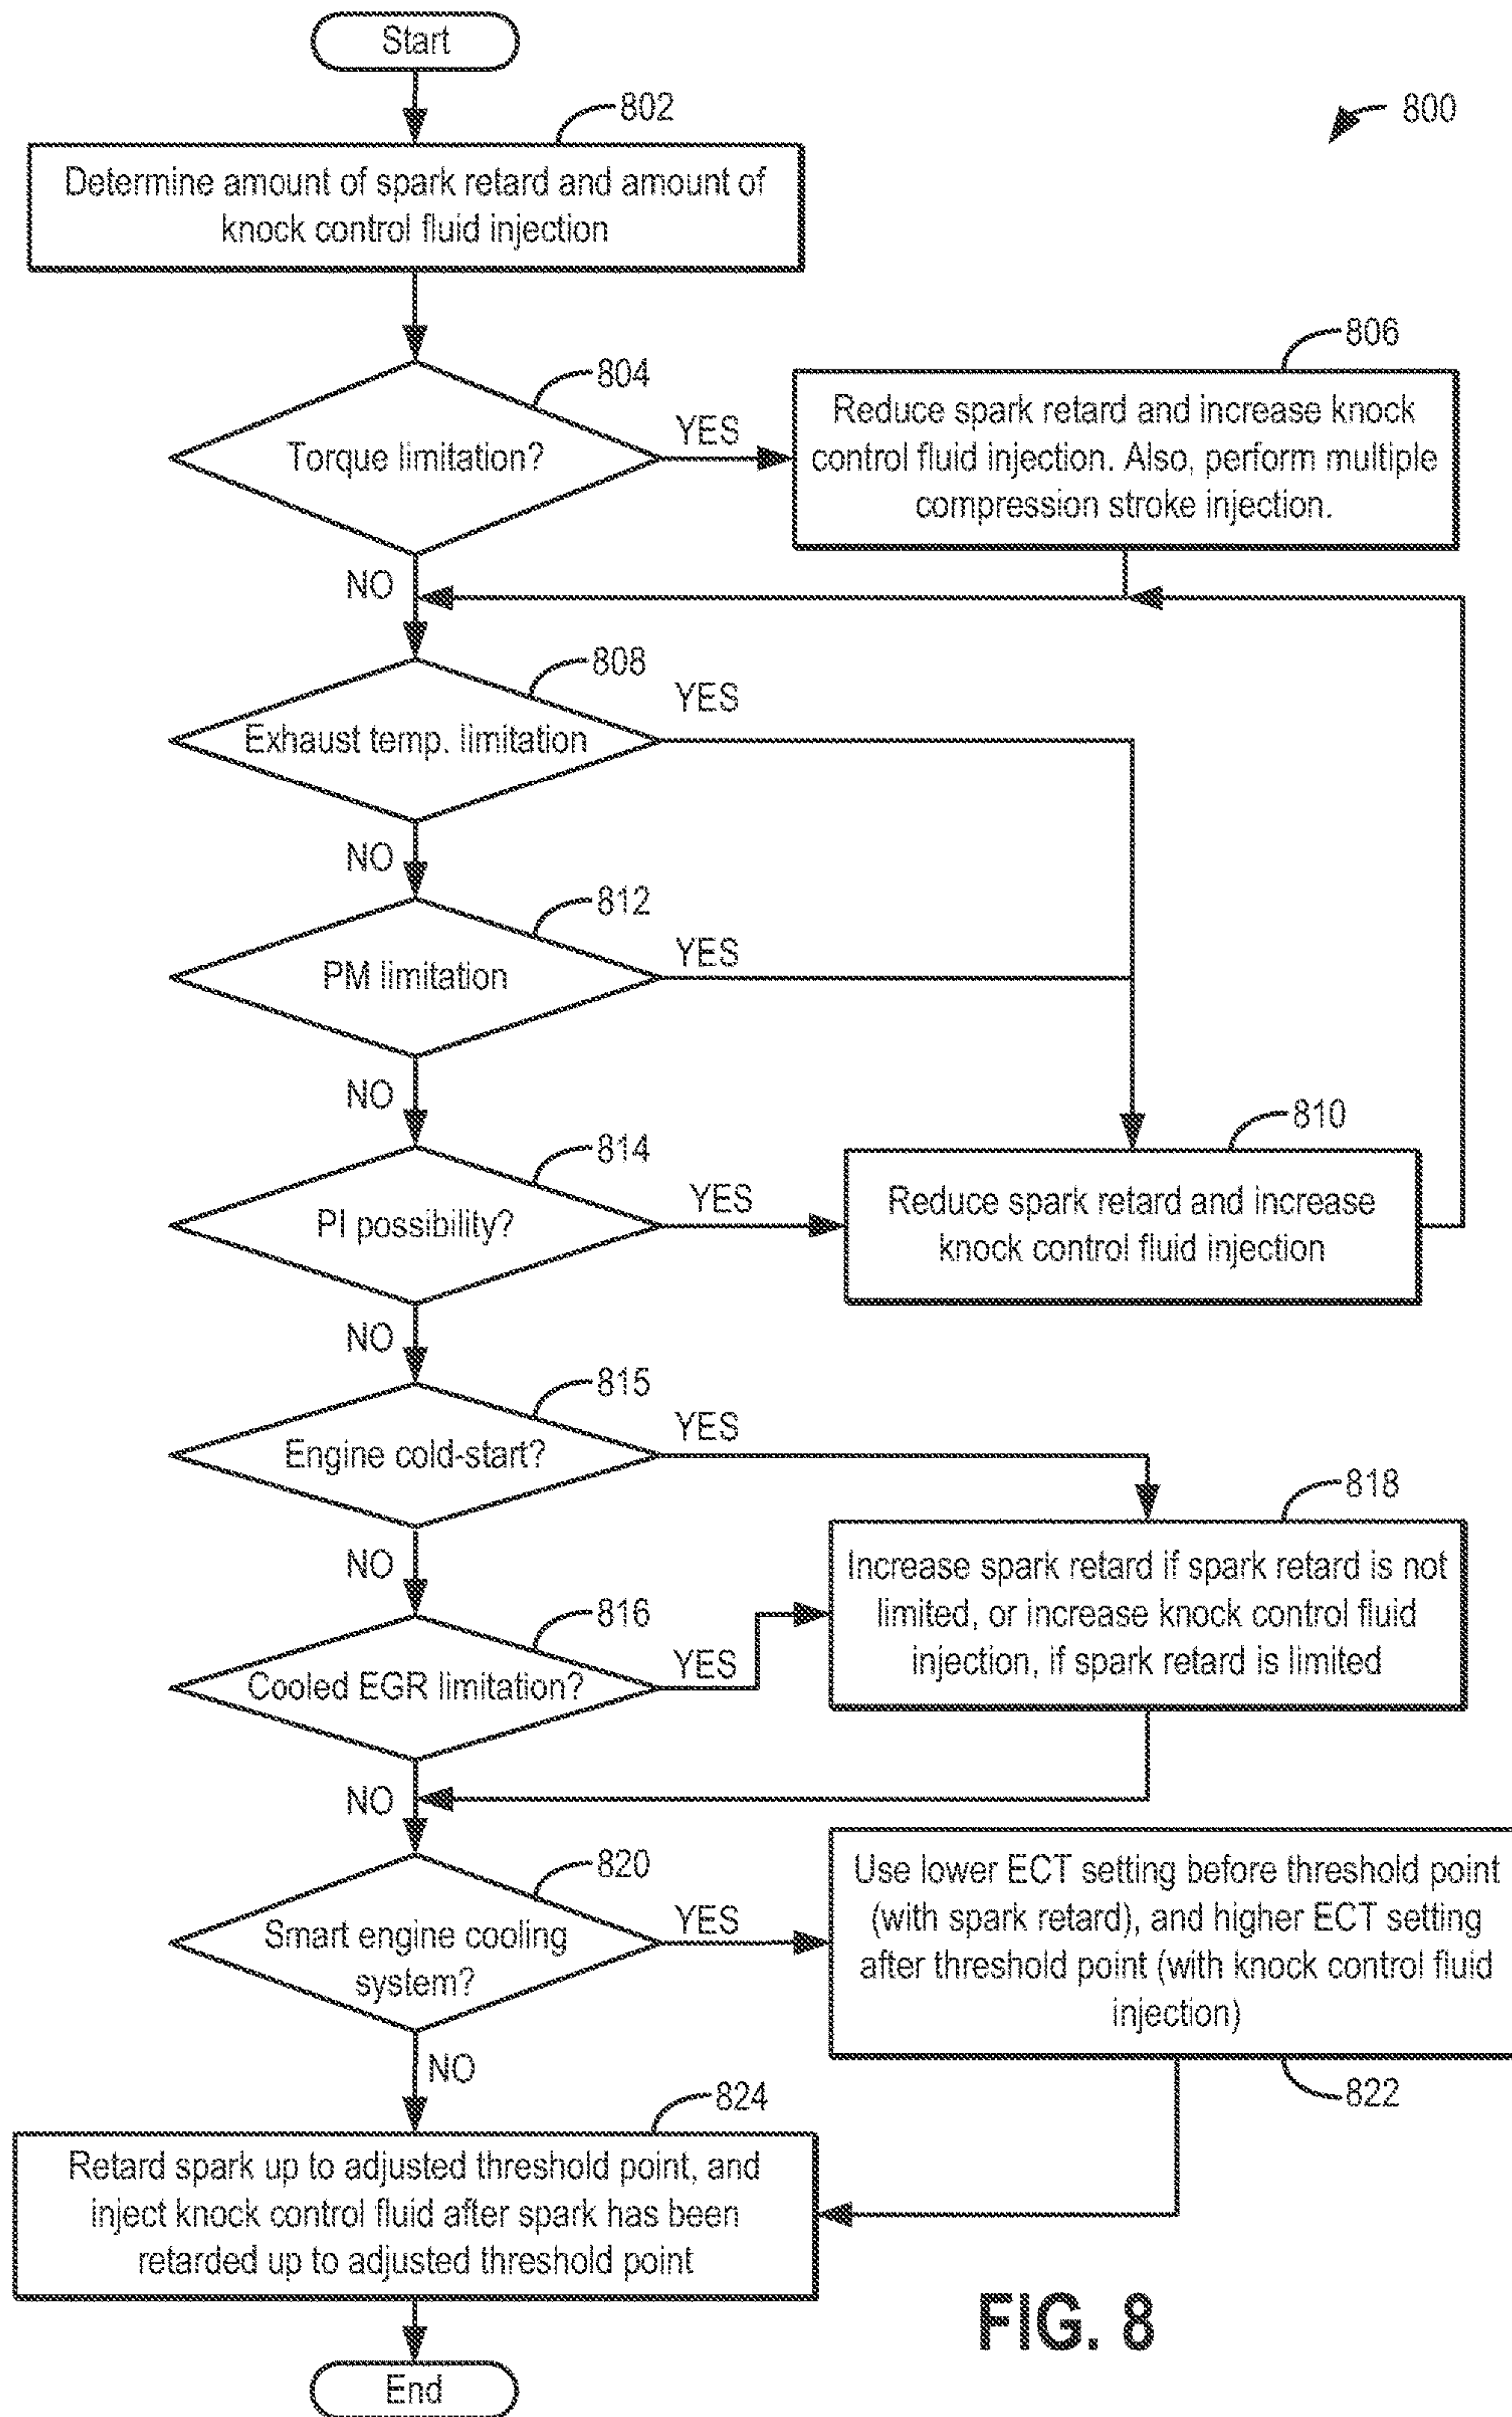 Start
802
800
Determine amount of spark retard and amount of
knock control fluid injection
804
806
Torque limitation?
YES
Reduce spark retard and increase knock
control fluid injection. Also, perform multiple
compression stroke injection.
NO
808
Exhaust temp. limitation
YES
NO
812
PM limitation
YES
NO
814
810
PI possibility?
YES
Reduce spark retard and increase
knock control fluid injection
NO
815
Engine cold-start?
YES
818
NO
Increase spark retard if spark retard is not
limited, or increase knock control fluid
injection, if spark retard is limited
816
Cooled EGR limitation?
YES
NO
820
Smart engine cooling
system?
YES
Use lower ECT setting before threshold point
(with spark retard), and higher ECT setting
after threshold point (with knock control fluid
injection)
822
NO
824
Retard spark up to adjusted threshold point, and
inject knock control fluid after spark has been
retarded up to adjusted threshold point
FIG. 8
End